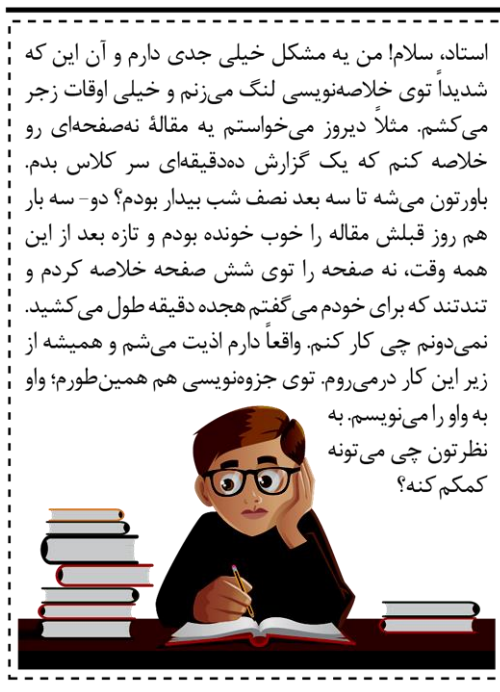 استاد، سلام! من یه مشکل خیلی جدی دارم و آن این که
شدیداً توی خلاصه‌نویسی لنگ می‌زنم و خیلی اوقات زجر
می‌کشم. مثلاً دیروز می‌خواستم یه مقالهٔ نه‌صفحه‌ای رو
خلاصه کنم که یک گزارش ده‌دقیقه‌ای سر کلاس بدم.
باورتون می‌شه تا سه بعد نصف شب بیدار بودم؟ دو- سه بار
هم روز قبلش مقاله را خوب خونده بودم و تازه بعد از این
همه وقت، نه صفحه را توی شش صفحه خلاصه کردم و
تندتند که برای خودم می‌گفتم هجده دقیقه طول می‌کشید.
نمی‌دونم چی کار کنم. واقعاً دارم اذیت می‌شم و همیشه از
زیر این کار درمی‌روم. توی جزوه‌نویسی هم همین‌طورم؛ واو
به واو را می‌نویسم. به
نظرتون چی می‌تونه
کمکم کنه؟